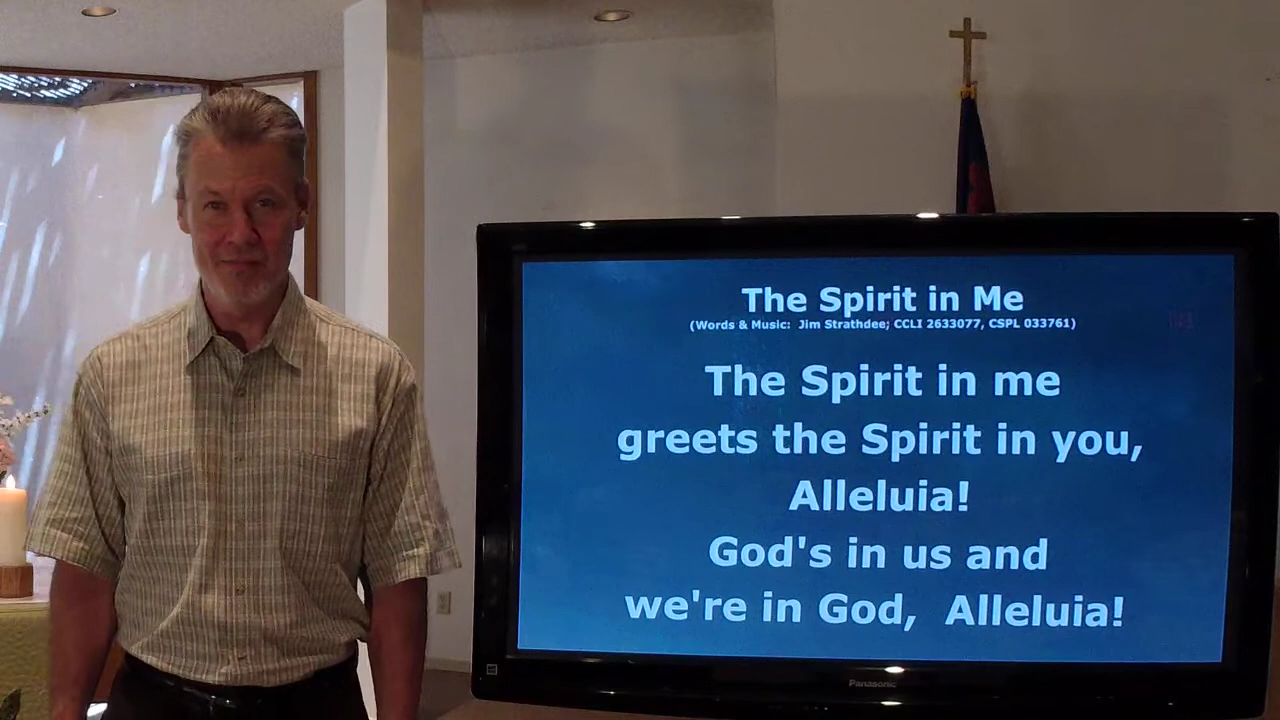 The Spirit in Me
(Words & Music:  Jim Strathdee; CCLI 2633077, CSPL 033761)
The Spirit in me
greets the Spirit in you,
Alleluia!
God's in us and
we're in God,  Alleluia!
Panasonic